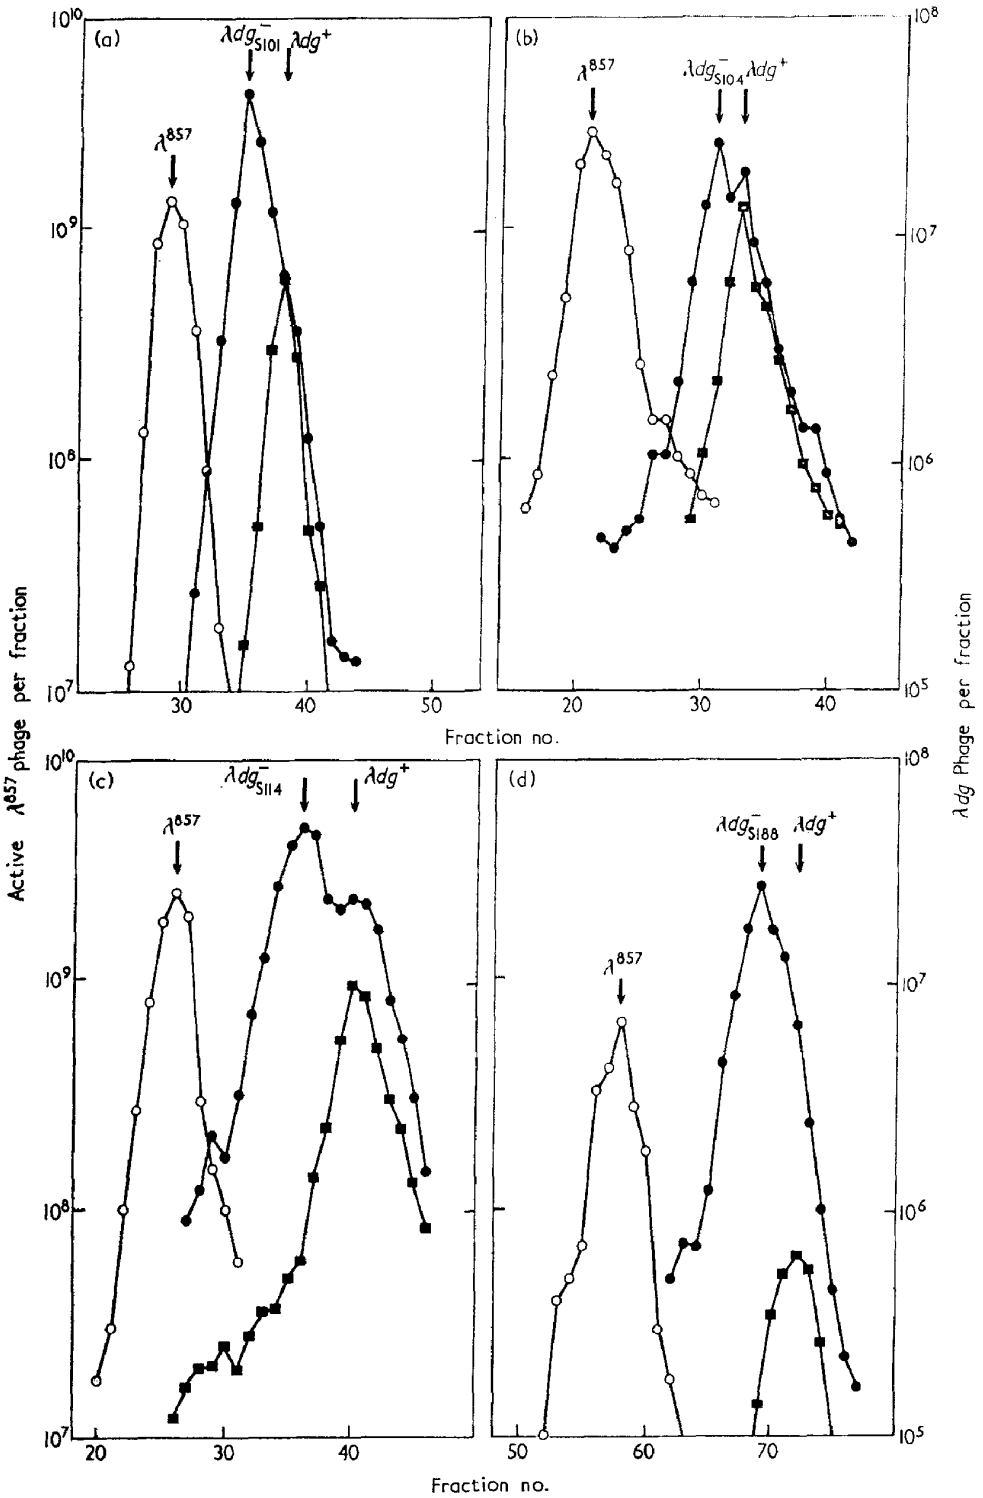 10¹⁰
(a)
λdg⁻S101 λdg⁺
λ⁸⁵⁷
10⁹
10⁸
10⁷
30 40 50
(b)
λ⁸⁵⁷
λdg⁻S104 λdg⁺
10⁸
10⁷
10⁶
10⁵
20 30 40
Fraction no.
Active λ⁸⁵⁷ phage per fraction
λdg Phage per fraction
10¹⁰
(c)
λdg⁻S114 λdg⁺
λ⁸⁵⁷
10⁹
10⁸
10⁷
20 30 40
(d)
λdg⁻S188 λdg⁺
λ⁸⁵⁷
10⁸
10⁷
10⁶
10⁵
50 60 70
Fraction no.